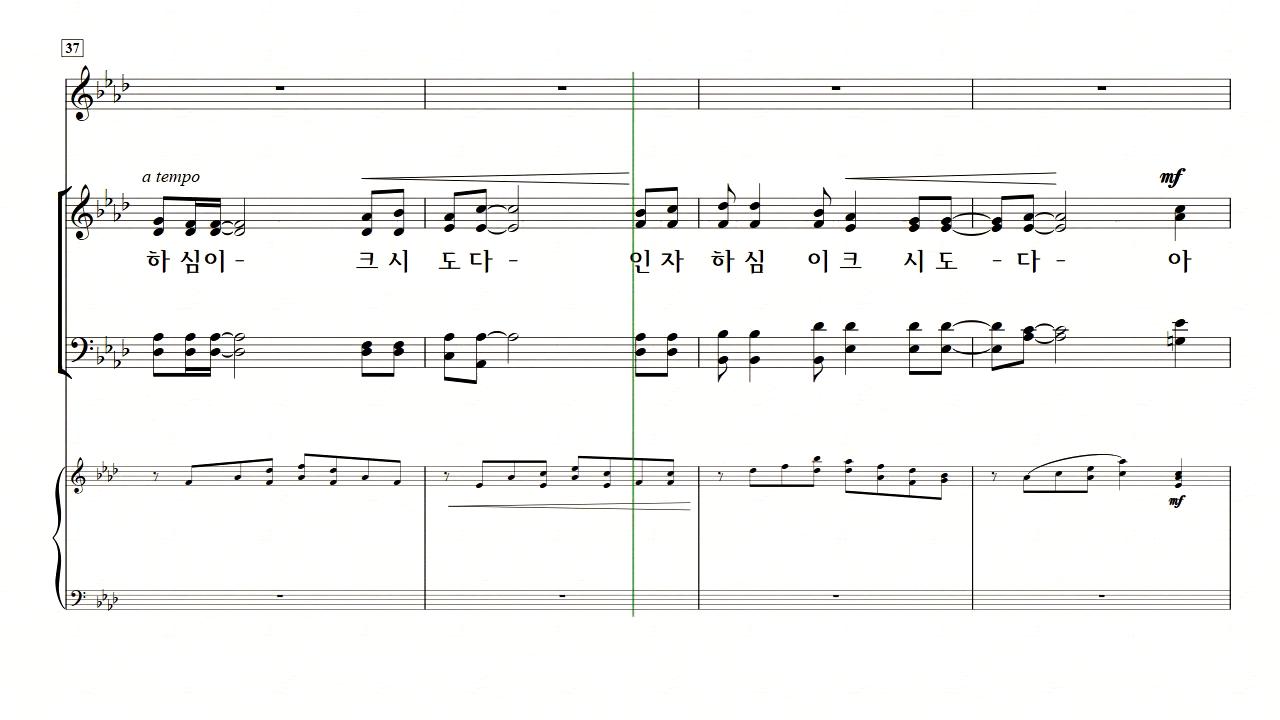 37
a tempo
mf
하 심이 - 크 시 도 다 - 인 자 하 심 이 크 시 도 - 다 - 아
mf